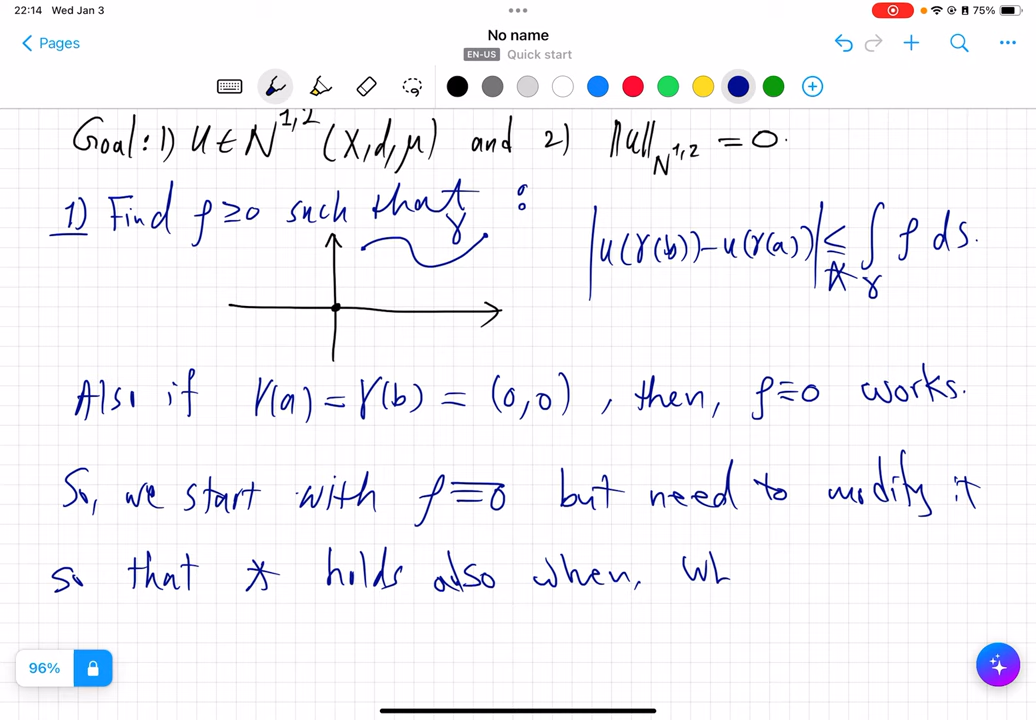 22:14 Wed Jan 3
75%
Pages
No name
EN-US Quick start
Goal: 1) u ∈ N^{1,2} (X, d, μ) and 2) ||u||_{N^{1,2}} = 0.
1) Find ρ ≥ 0 such that :
γ
|u(γ(b)) - u(γ(a))| ≤_* ∫_γ ρ ds.
Also if γ(a) = γ(b) = (0,0), then, ρ ≡ 0 works.
So, we start with ρ ≡ 0 but need to modify it
so that * holds also when, WL
96%